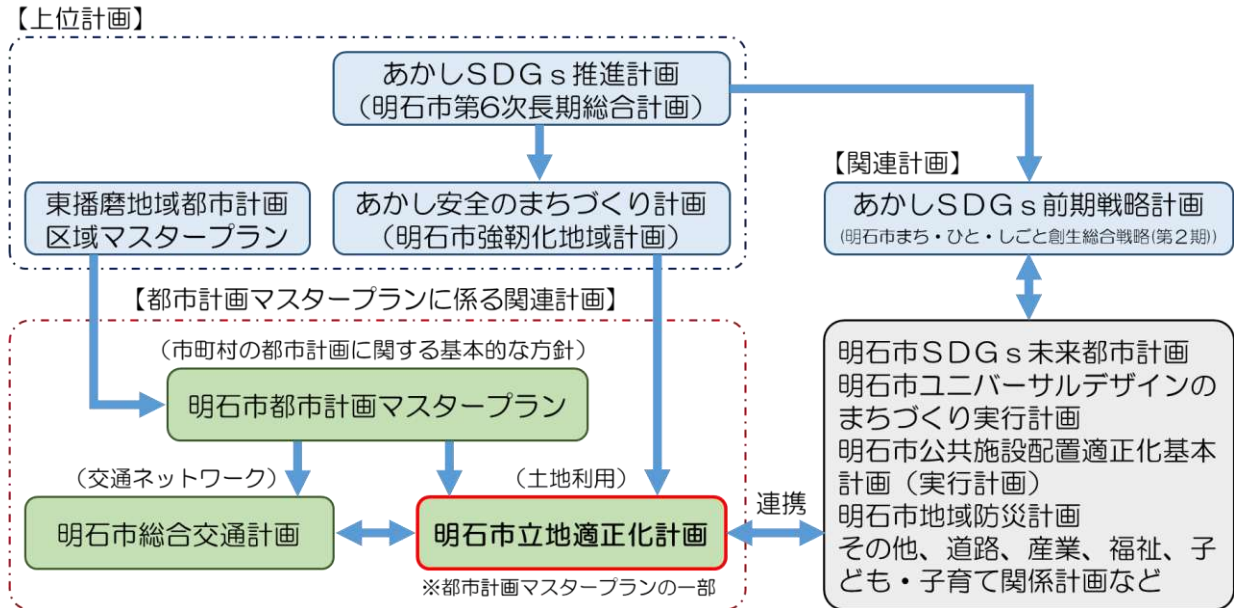 【上位計画】
あかしSDGs推進計画
(明石市第6次長期総合計画)
【関連計画】
東播磨地域都市計画
区域マスタープラン
あかし安全のまちづくり計画
(明石市強靭化地域計画)
あかしSDGs前期戦略計画
(明石市まち・ひと・しごと創生総合戦略(第2期))
【都市計画マスタープランに係る関連計画】
(市町村の都市計画に関する基本的な方針)
明石市都市計画マスタープラン
(交通ネットワーク)
(土地利用)
明石市総合交通計画
明石市立地適正化計画
※都市計画マスタープランの一部
連携
明石市SDGs未来都市計画
明石市ユニバーサルデザインの
まちづくり実行計画
明石市公共施設配置適正化基本
計画(実行計画)
明石市地域防災計画
その他、道路、産業、福祉、子
ども・子育て関係計画など